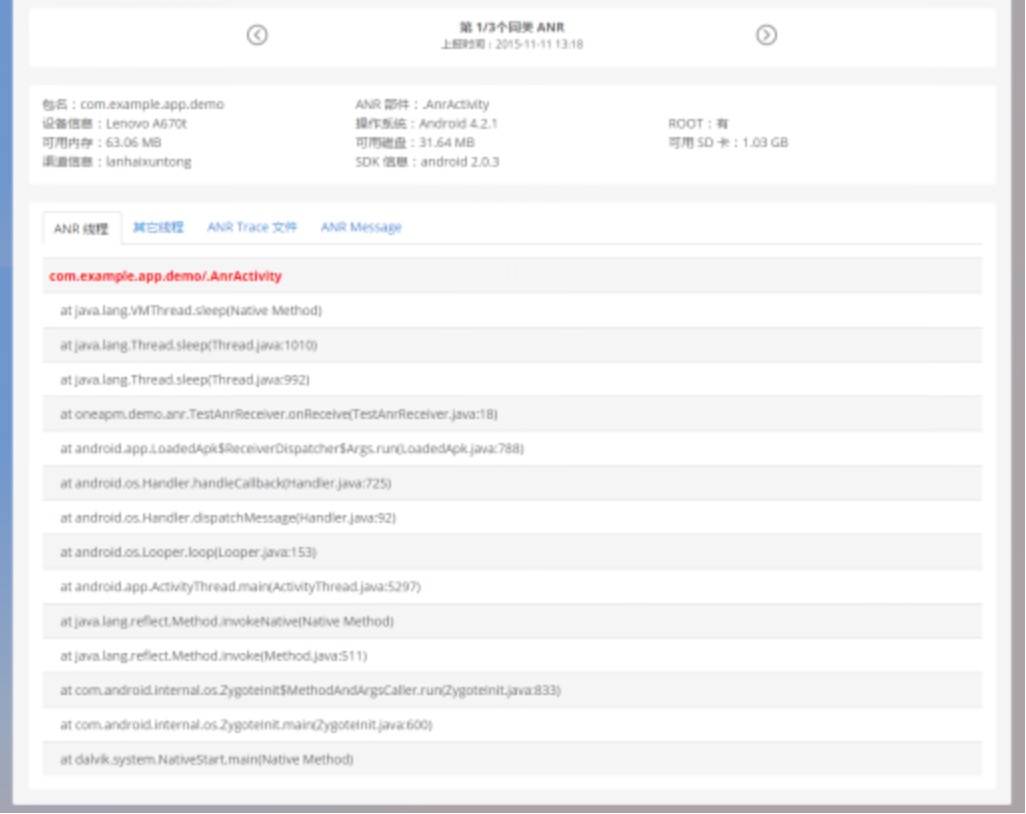 第 1/3个同类 ANR
上报时间：2015-11-11 13:18
包名：com.example.app.demo ANR 部件：.AnrActivity
设备信息：Lenovo A670t 操作系统：Android 4.2.1 ROOT：有
可用内存：63.06 MB 可用磁盘：31.64 MB 可用 SD 卡：1.03 GB
渠道信息：lanhaixuntong SDK 信息：android 2.0.3
ANR 线程 其它线程 ANR Trace 文件 ANR Message
com.example.app.demo/.AnrActivity
at java.lang.VMThread.sleep(Native Method)
at java.lang.Thread.sleep(Thread.java:1010)
at java.lang.Thread.sleep(Thread.java:992)
at oneapm.demo.anr.TestAnrReceiver.onReceive(TestAnrReceiver.java:18)
at android.app.LoadedApk$ReceiverDispatcher$Args.run(LoadedApk.java:788)
at android.os.Handler.handleCallback(Handler.java:725)
at android.os.Handler.dispatchMessage(Handler.java:92)
at android.os.Looper.loop(Looper.java:153)
at android.app.ActivityThread.main(ActivityThread.java:5297)
at java.lang.reflect.Method.invokeNative(Native Method)
at java.lang.reflect.Method.invoke(Method.java:511)
at com.android.internal.os.ZygoteInit$MethodAndArgsCaller.run(ZygoteInit.java:833)
at com.android.internal.os.ZygoteInit.main(ZygoteInit.java:600)
at dalvik.system.NativeStart.main(Native Method)